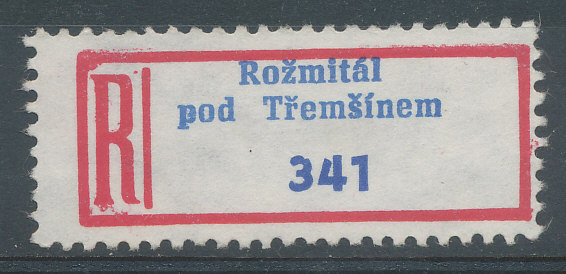 R
Rožmitál
pod Třemšínem
341